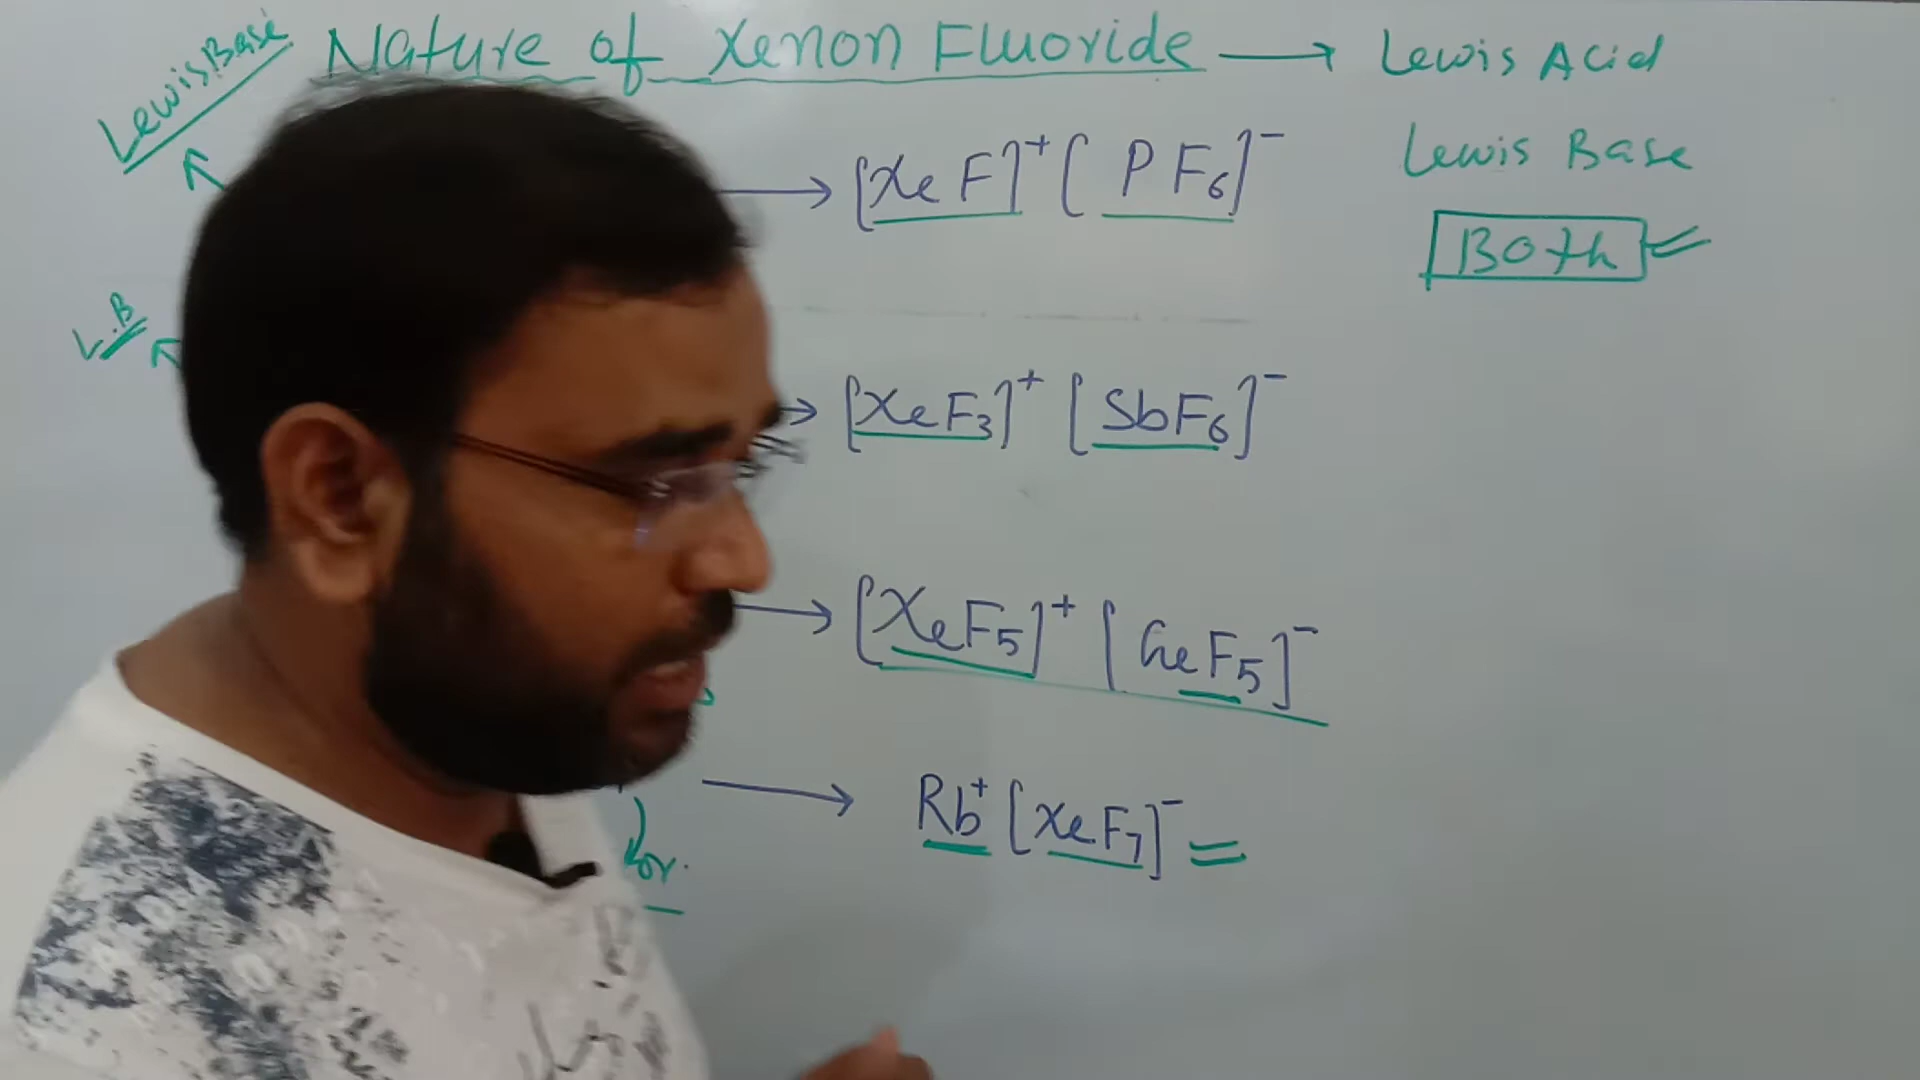 Nature of Xenon Fluoride → Lewis Acid
Lewis Base
Lewis Base
Both
→ [XeF]⁺ [PF₆]⁻
L.B
→ [XeF₃]⁺ [SbF₆]⁻
→ [XeF₅]⁺ [GeF₅]⁻
→ Rb⁺ [XeF₇]⁻